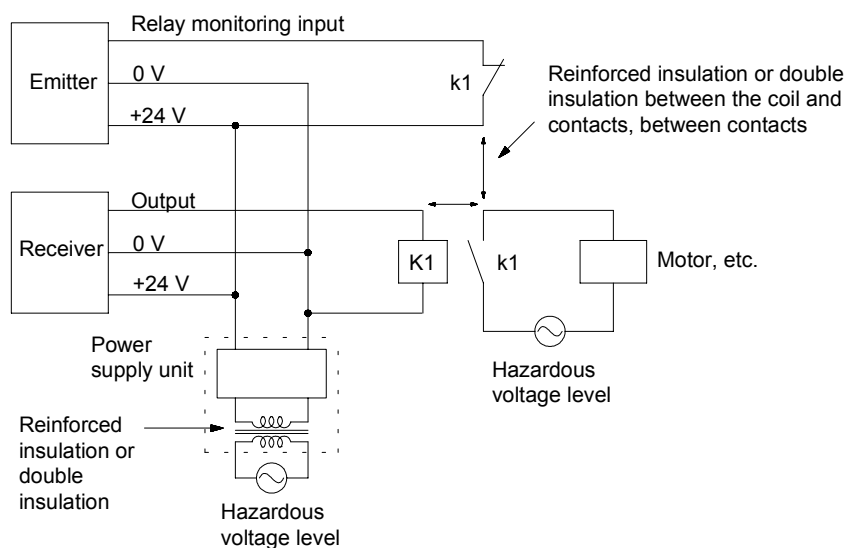 Relay monitoring input
Emitter
0 V
+24 V
k1
Reinforced insulation or double
insulation between the coil and
contacts, between contacts
Output
Receiver
0 V
+24 V
K1
k1
Motor, etc.
Power
supply unit
Hazardous
voltage level
Reinforced
insulation or
double
insulation
Hazardous
voltage level